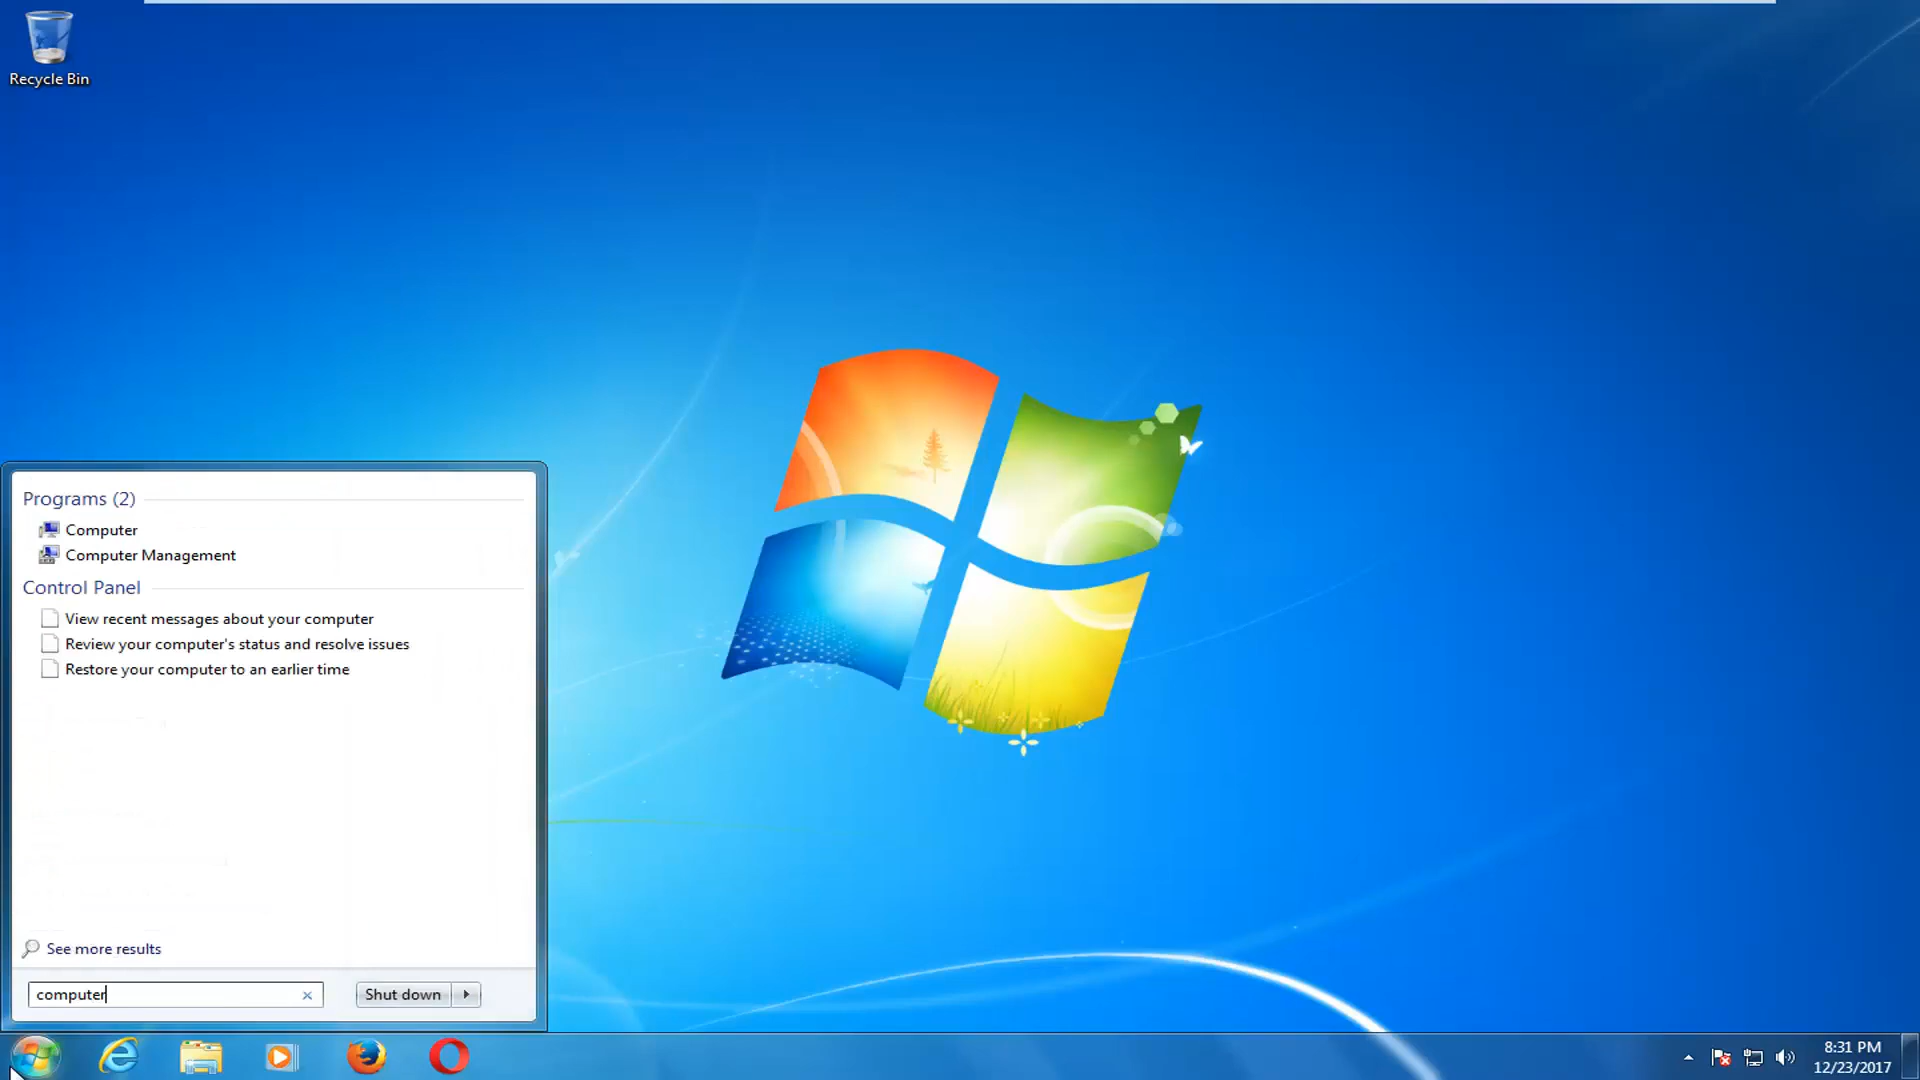 Recycle Bin
Programs (2)
Computer
Computer Management
Control Panel
View recent messages about your computer
Review your computer's status and resolve issues
Restore your computer to an earlier time
See more results
computer
Shut down
8:31 PM
12/23/2017